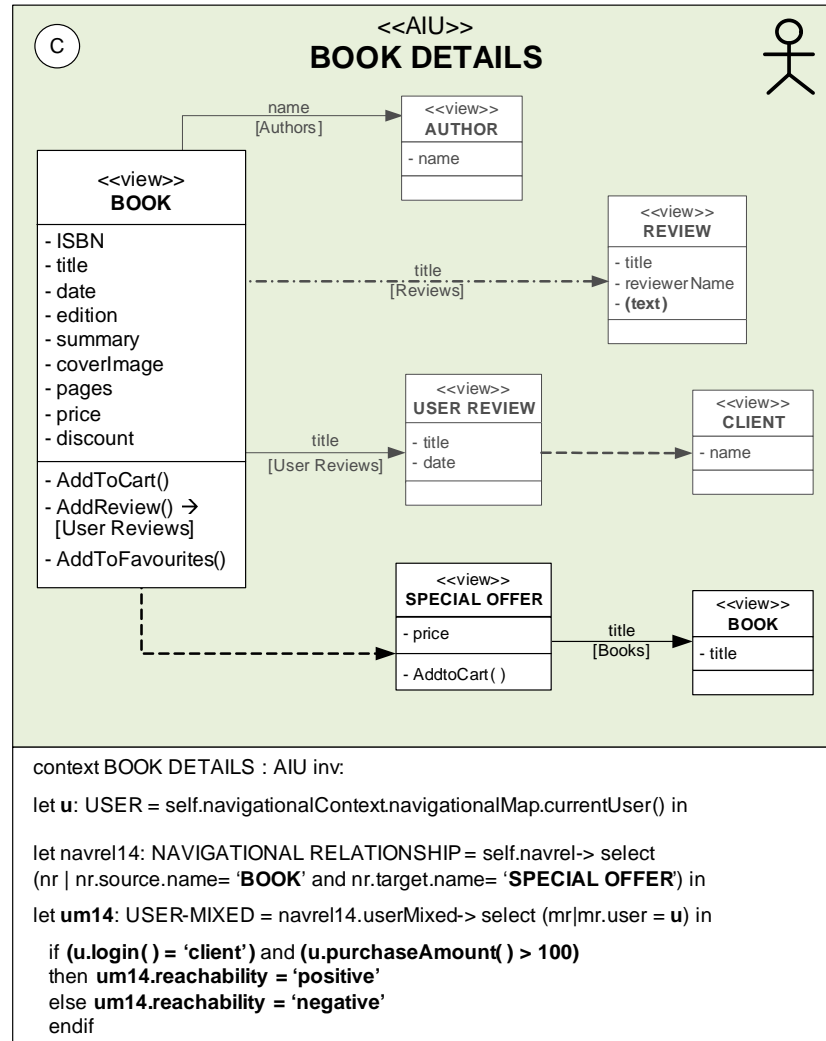 C
<<AIU>>
BOOK DETAILS
name
[Authors]
<<view>>
AUTHOR
- name
<<view>>
BOOK
- ISBN
- title
- date
- edition
- summary
- coverImage
- pages
- price
- discount
- AddToCart()
- AddReview() →
[User Reviews]
- AddToFavourites()
title
[Reviews]
<<view>>
REVIEW
- title
- reviewerName
- (text)
title
[User Reviews]
<<view>>
USER REVIEW
- title
- date
<<view>>
CLIENT
- name
<<view>>
SPECIAL OFFER
- price
- AddtoCart( )
title
[Books]
<<view>>
BOOK
- title
context BOOK DETAILS : AIU inv:
let u: USER = self.navigationalContext.navigationalMap.currentUser() in
let navrel14: NAVIGATIONAL RELATIONSHIP = self.navrel-> select
(nr | nr.source.name= ‘BOOK’ and nr.target.name= ‘SPECIAL OFFER’) in
let um14: USER-MIXED = navrel14.userMixed-> select (mr|mr.user = u) in
if (u.login( ) = ‘client’) and (u.purchaseAmount( ) > 100)
then um14.reachability = ‘positive’
else um14.reachability = ‘negative’
endif